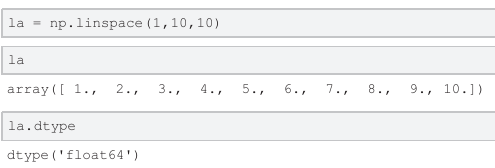 la = np.linspace(1,10,10)
la
array([ 1.,  2.,  3.,  4.,  5.,  6.,  7.,  8.,  9., 10.])
la.dtype
dtype('float64')